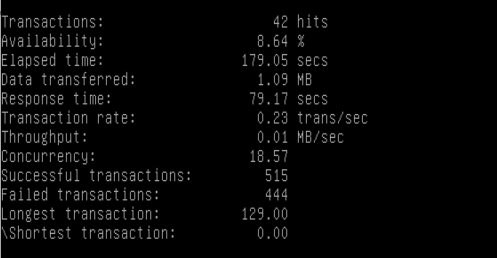 Transactions: 42 hits
Availability: 8.64 %
Elapsed time: 179.05 secs
Data transferred: 1.09 MB
Response time: 79.17 secs
Transaction rate: 0.23 trans/sec
Throughput: 0.01 MB/sec
Concurrency: 18.57
Successful transactions: 515
Failed transactions: 444
Longest transaction: 129.00
\Shortest transaction: 0.00